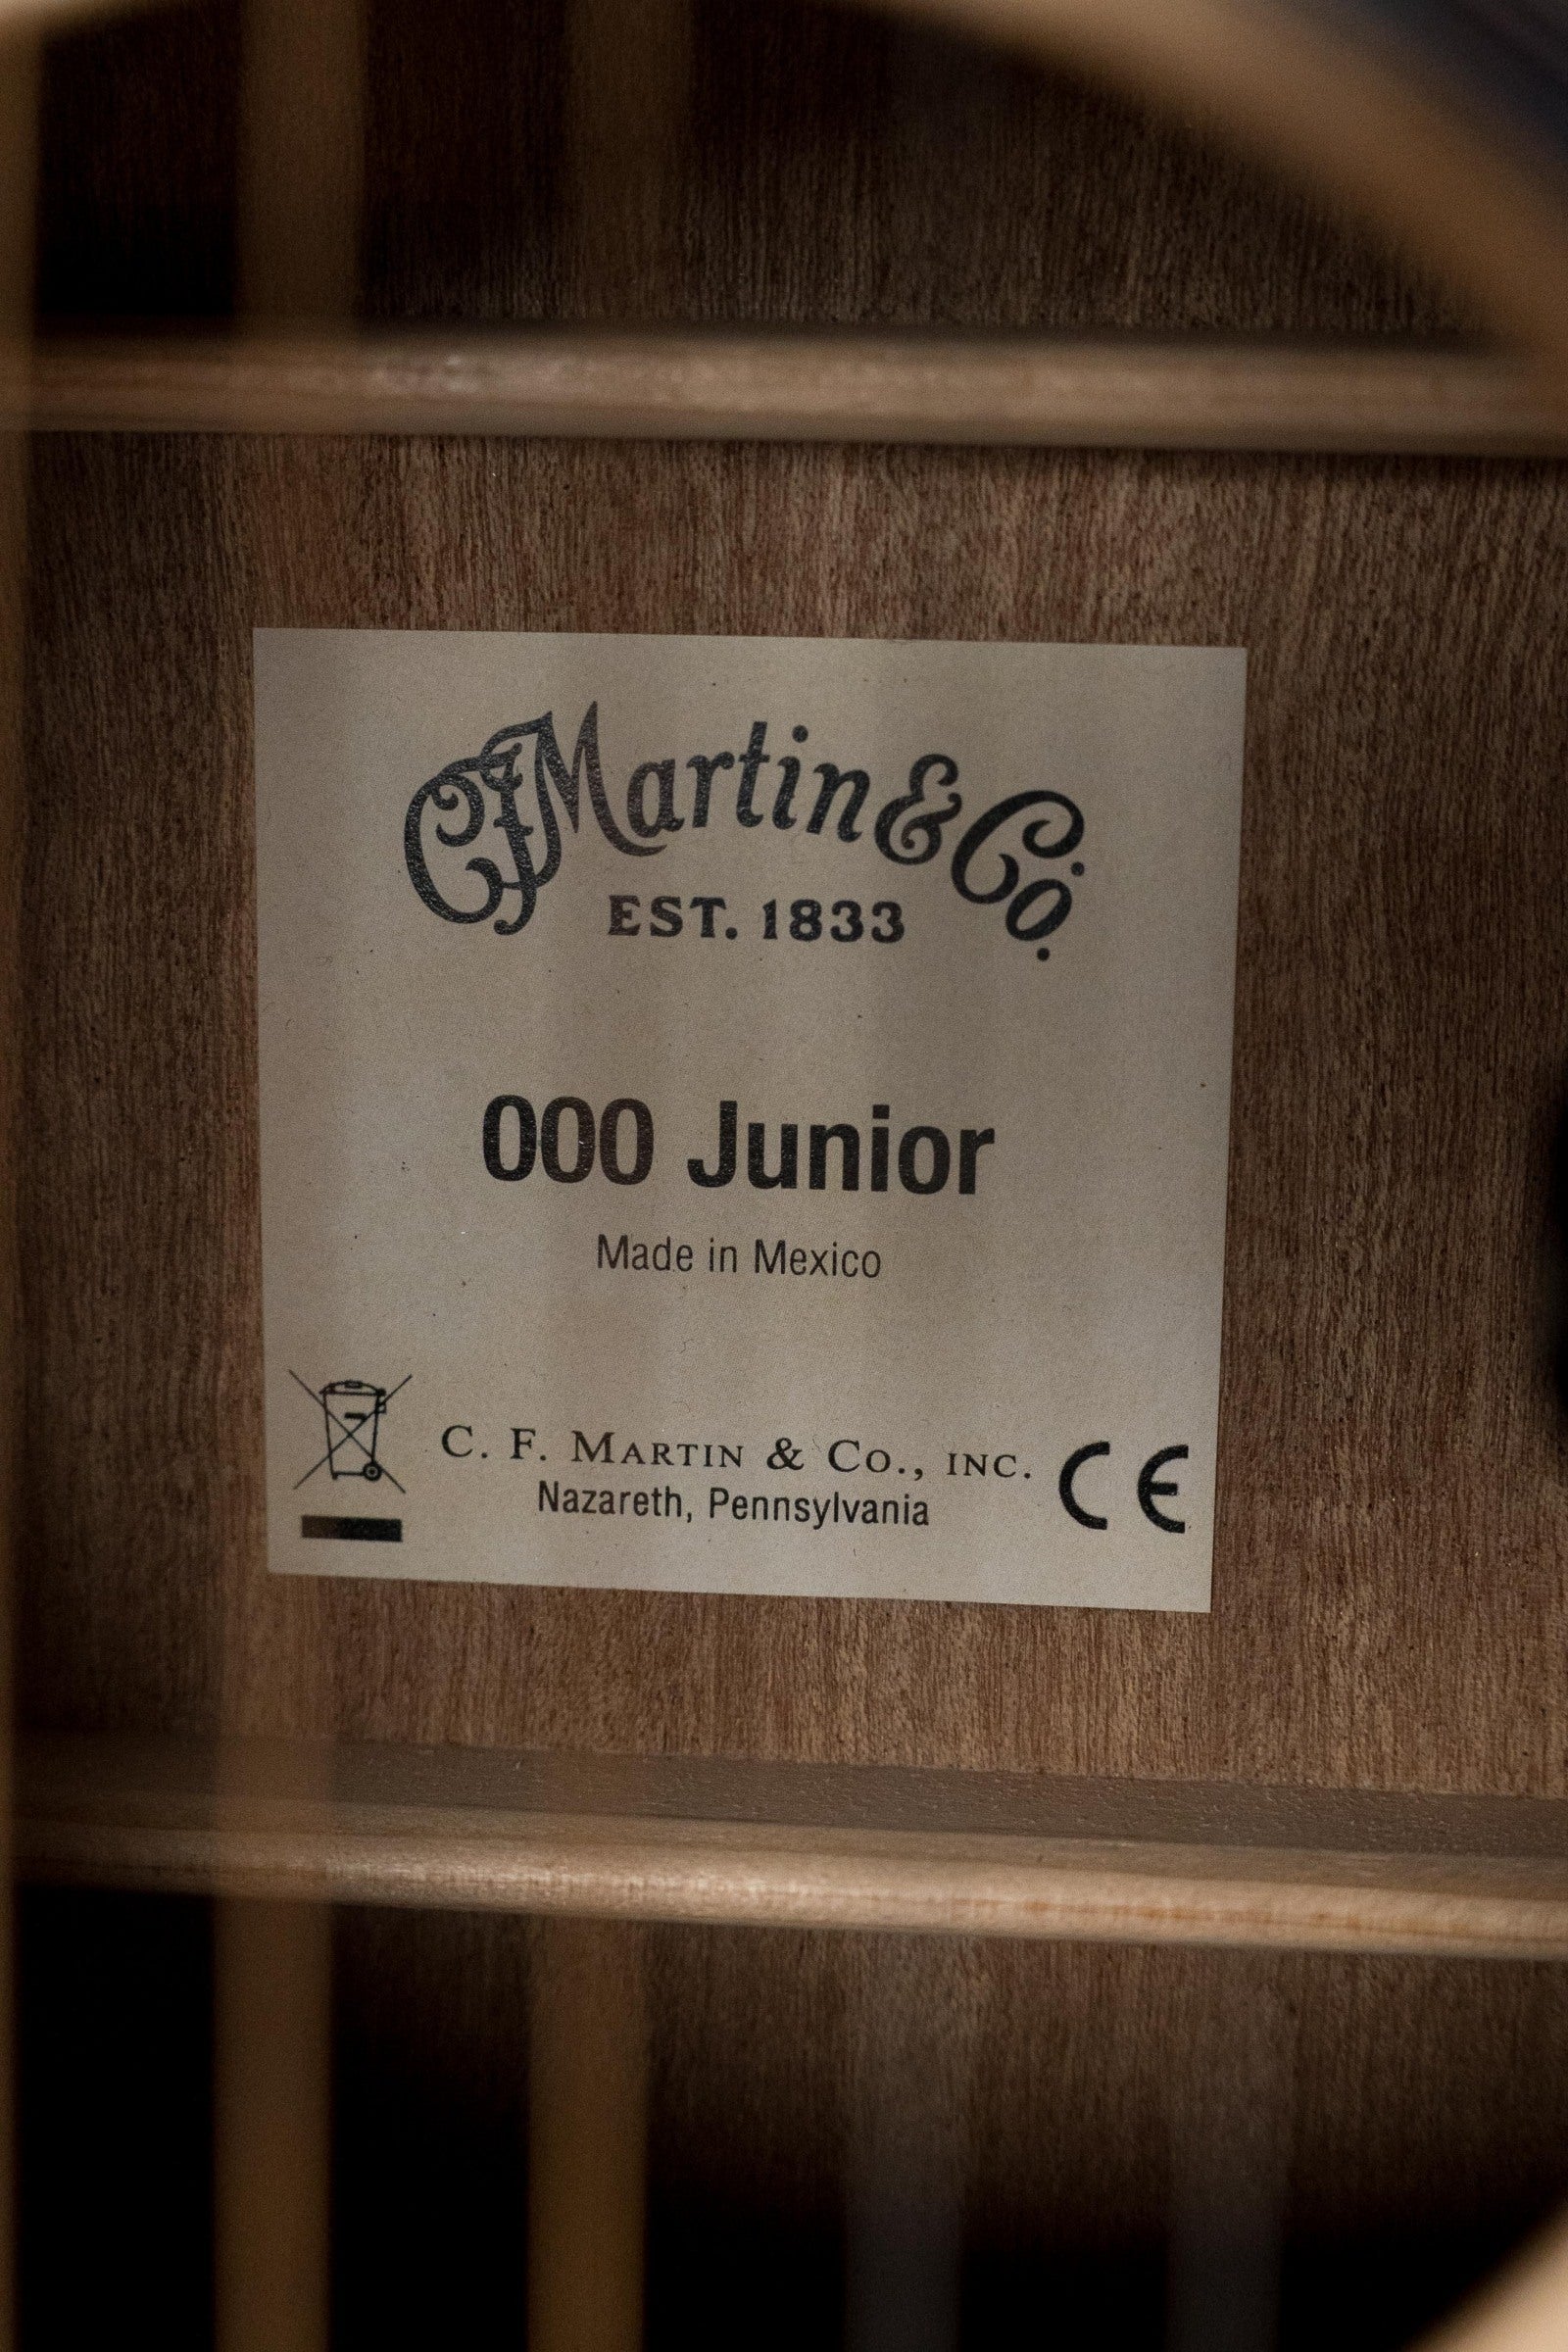 CFMartin & Co.
EST. 1833
000 Junior
Made in Mexico
C. F. MARTIN & CO., INC.
Nazareth, Pennsylvania
CE